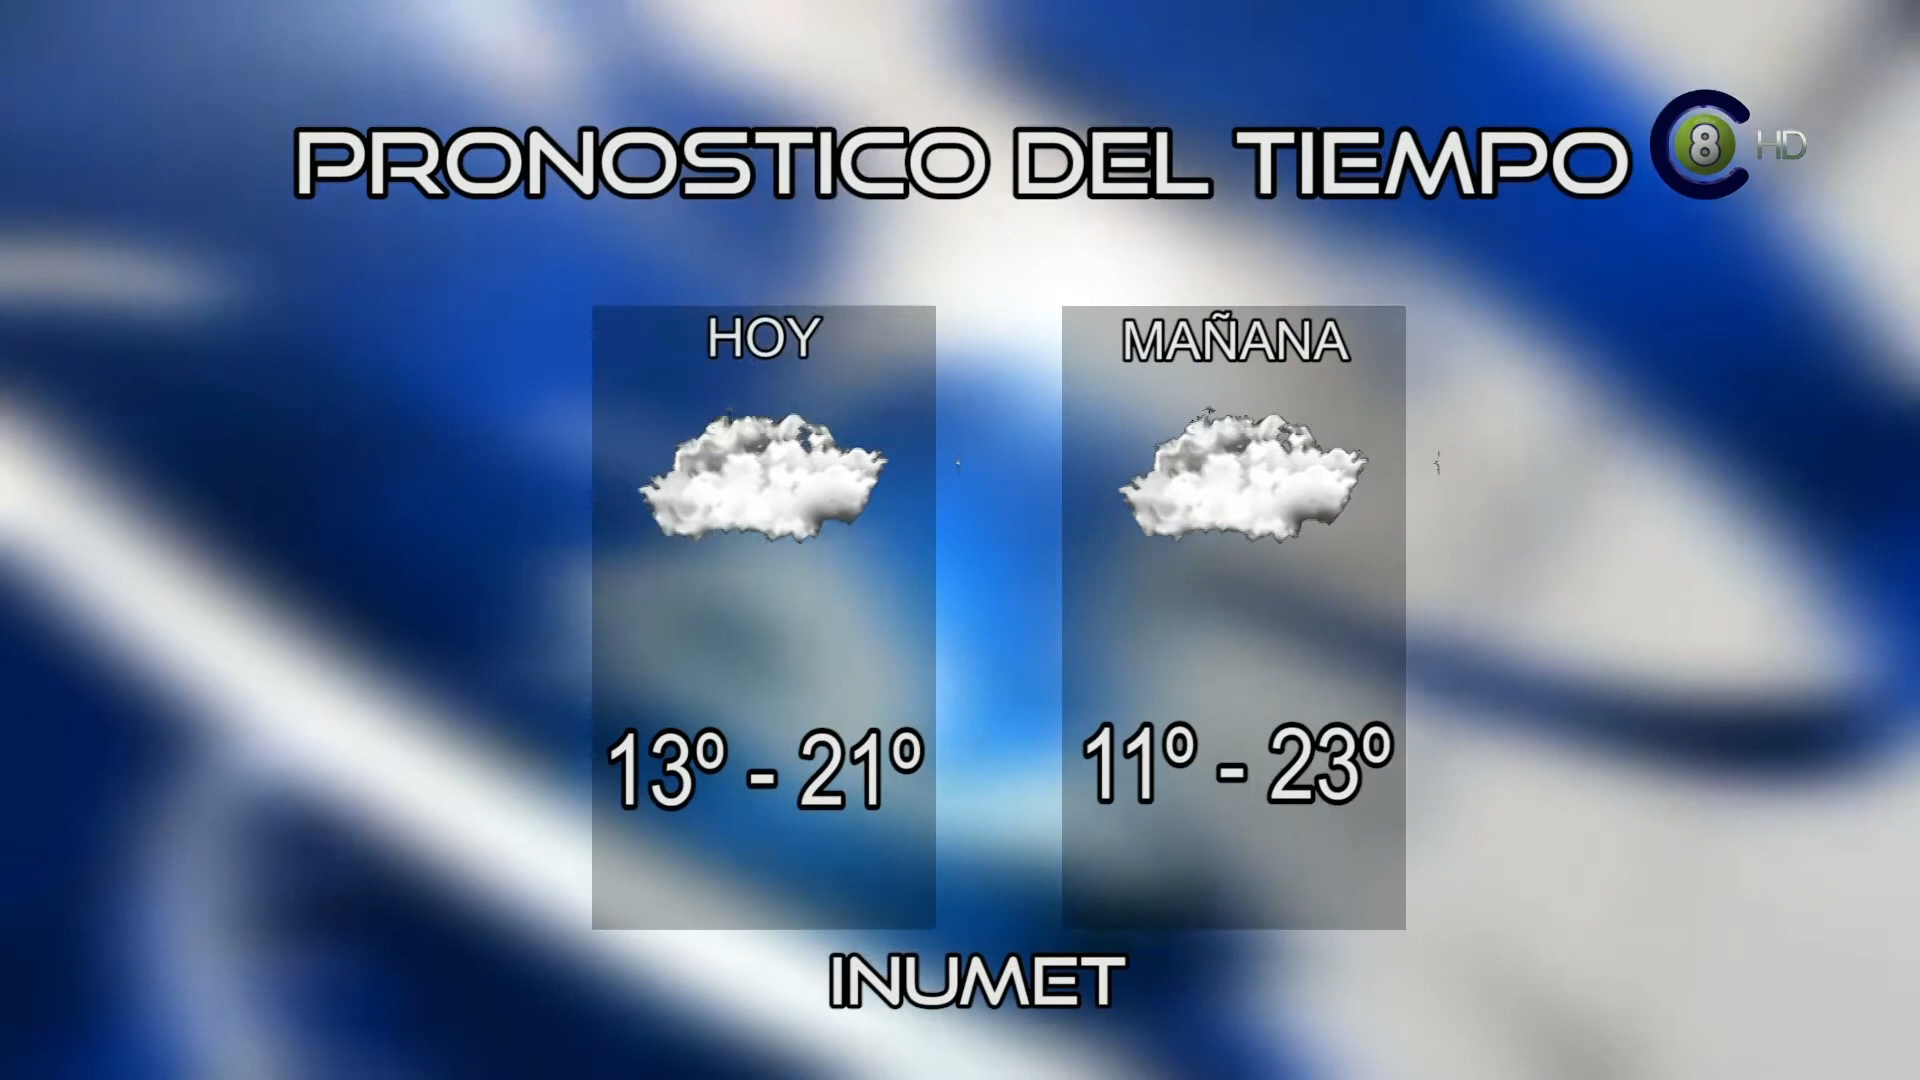 PRONOSTICO DEL TIEMPO
8 HD
HOY
MAÑANA
13º - 21º
11º - 23º
INUMET